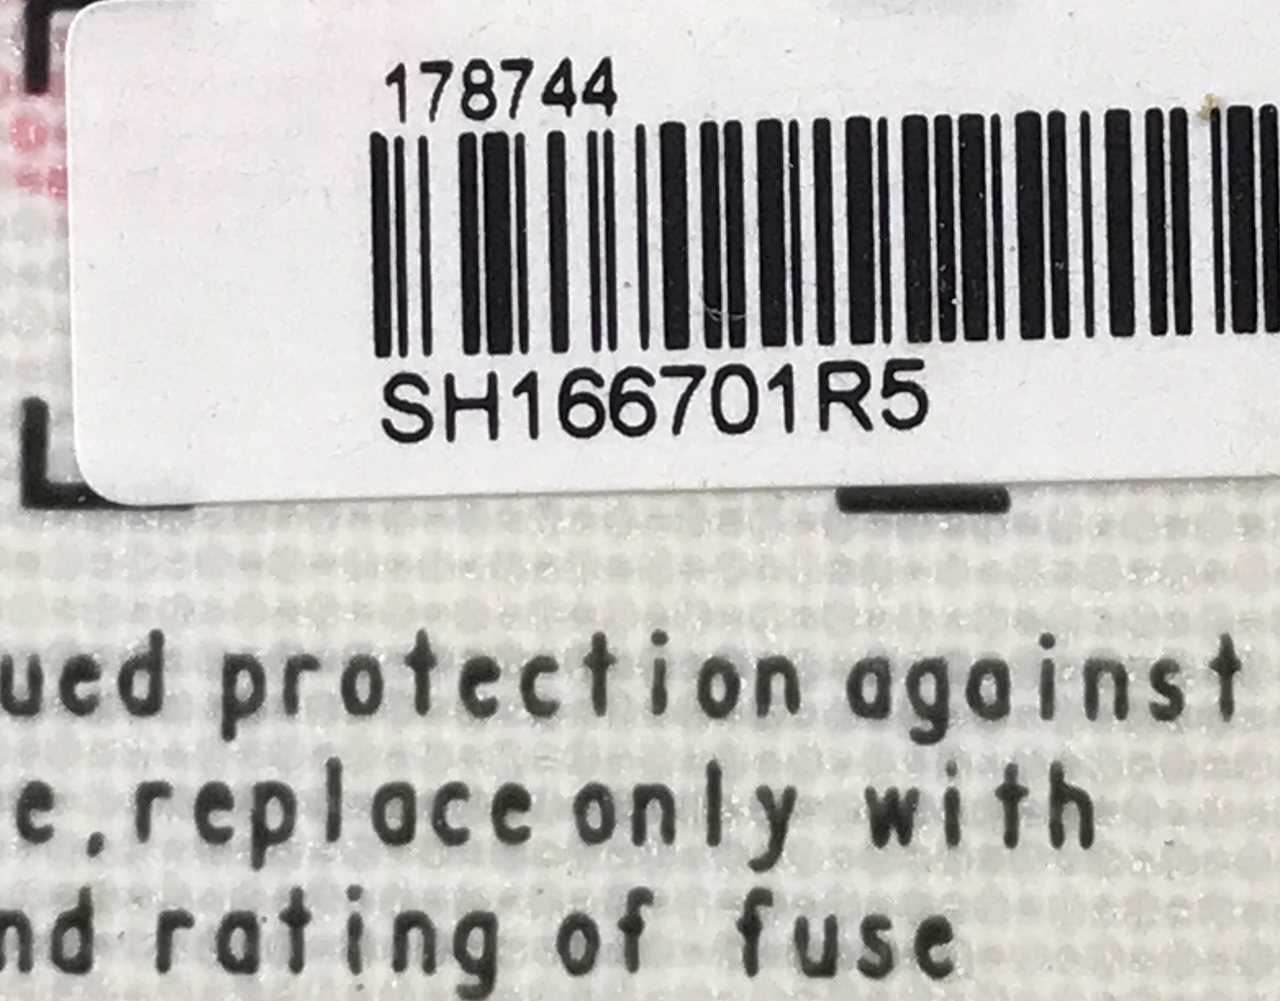 178744
SH166701R5
ued protection against
e, replace only with
nd rating of fuse